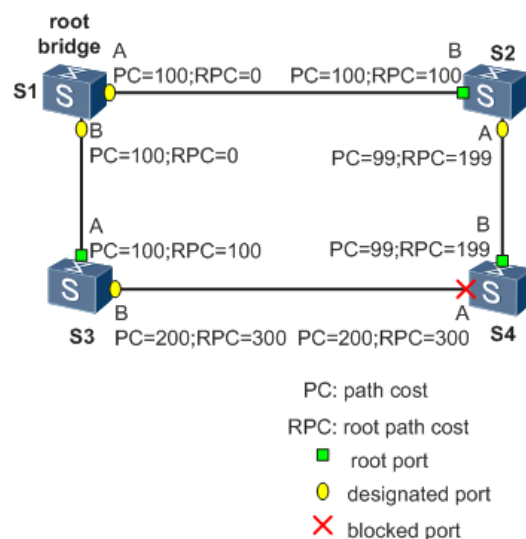 root
bridge
A
B
S2
S1
S
PC=100;RPC=0
PC=100;RPC=100
S
B
A
PC=100;RPC=0
PC=99;RPC=199
A
B
PC=100;RPC=100
PC=99;RPC=199
S
S
S3
B
A
S4
PC=200;RPC=300
PC=200;RPC=300
PC: path cost
RPC: root path cost
root port
designated port
blocked port